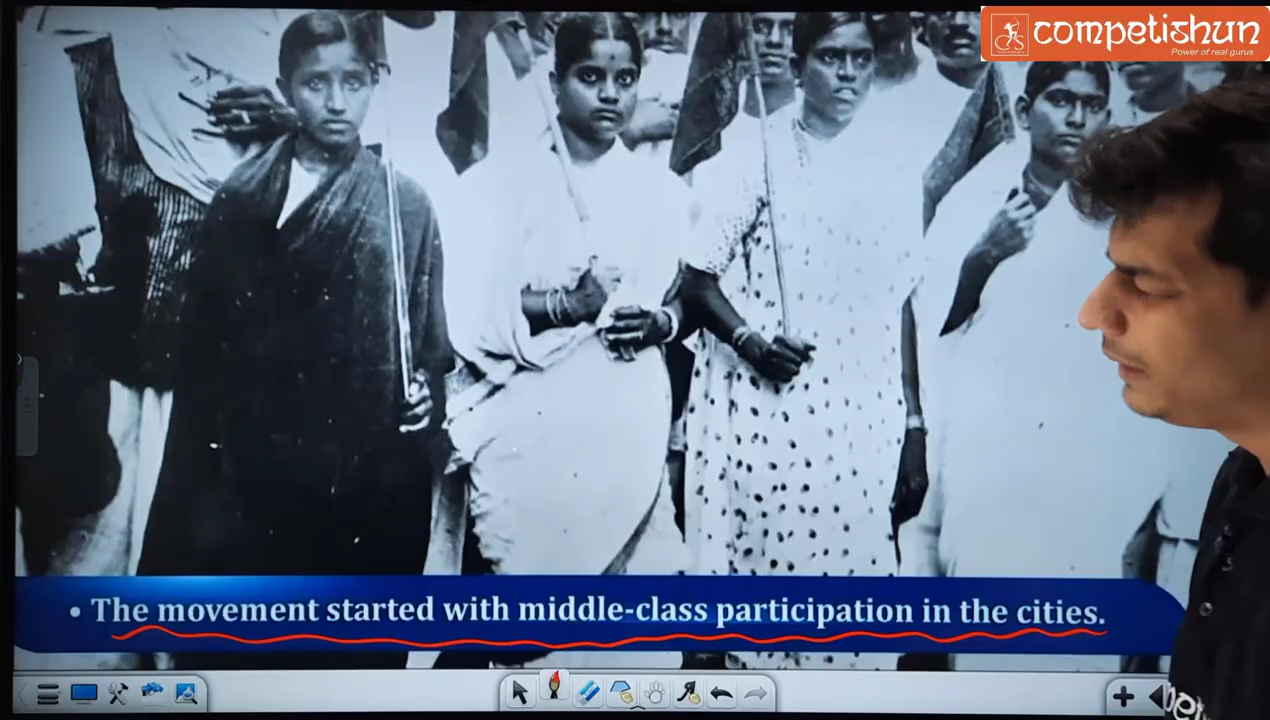 competishun
Power of real gurus
• The movement started with middle-class participation in the cities.